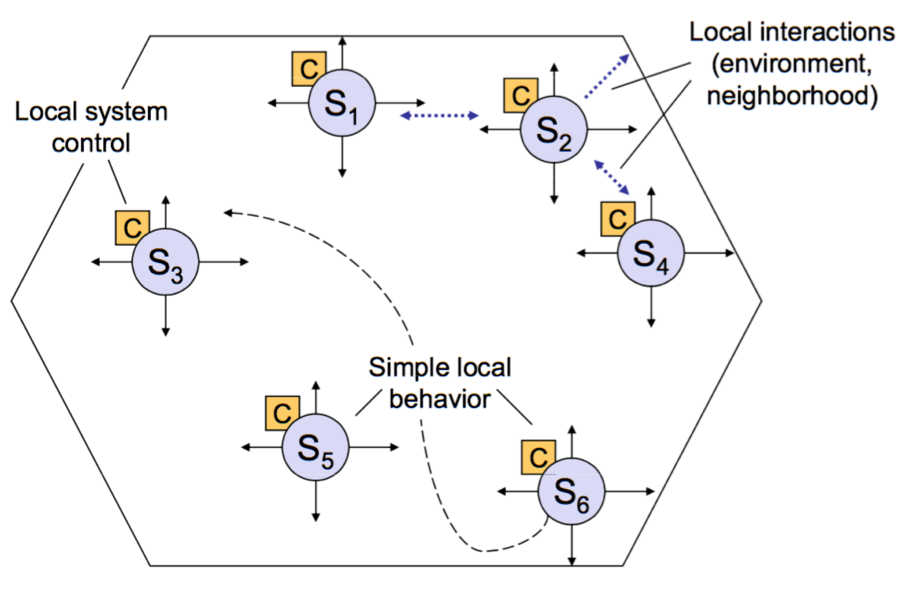 Local interactions
(environment,
neighborhood)
Local system
control
C
S1
C
S2
C
S3
C
S4
Simple local
behavior
C
S5
C
S6